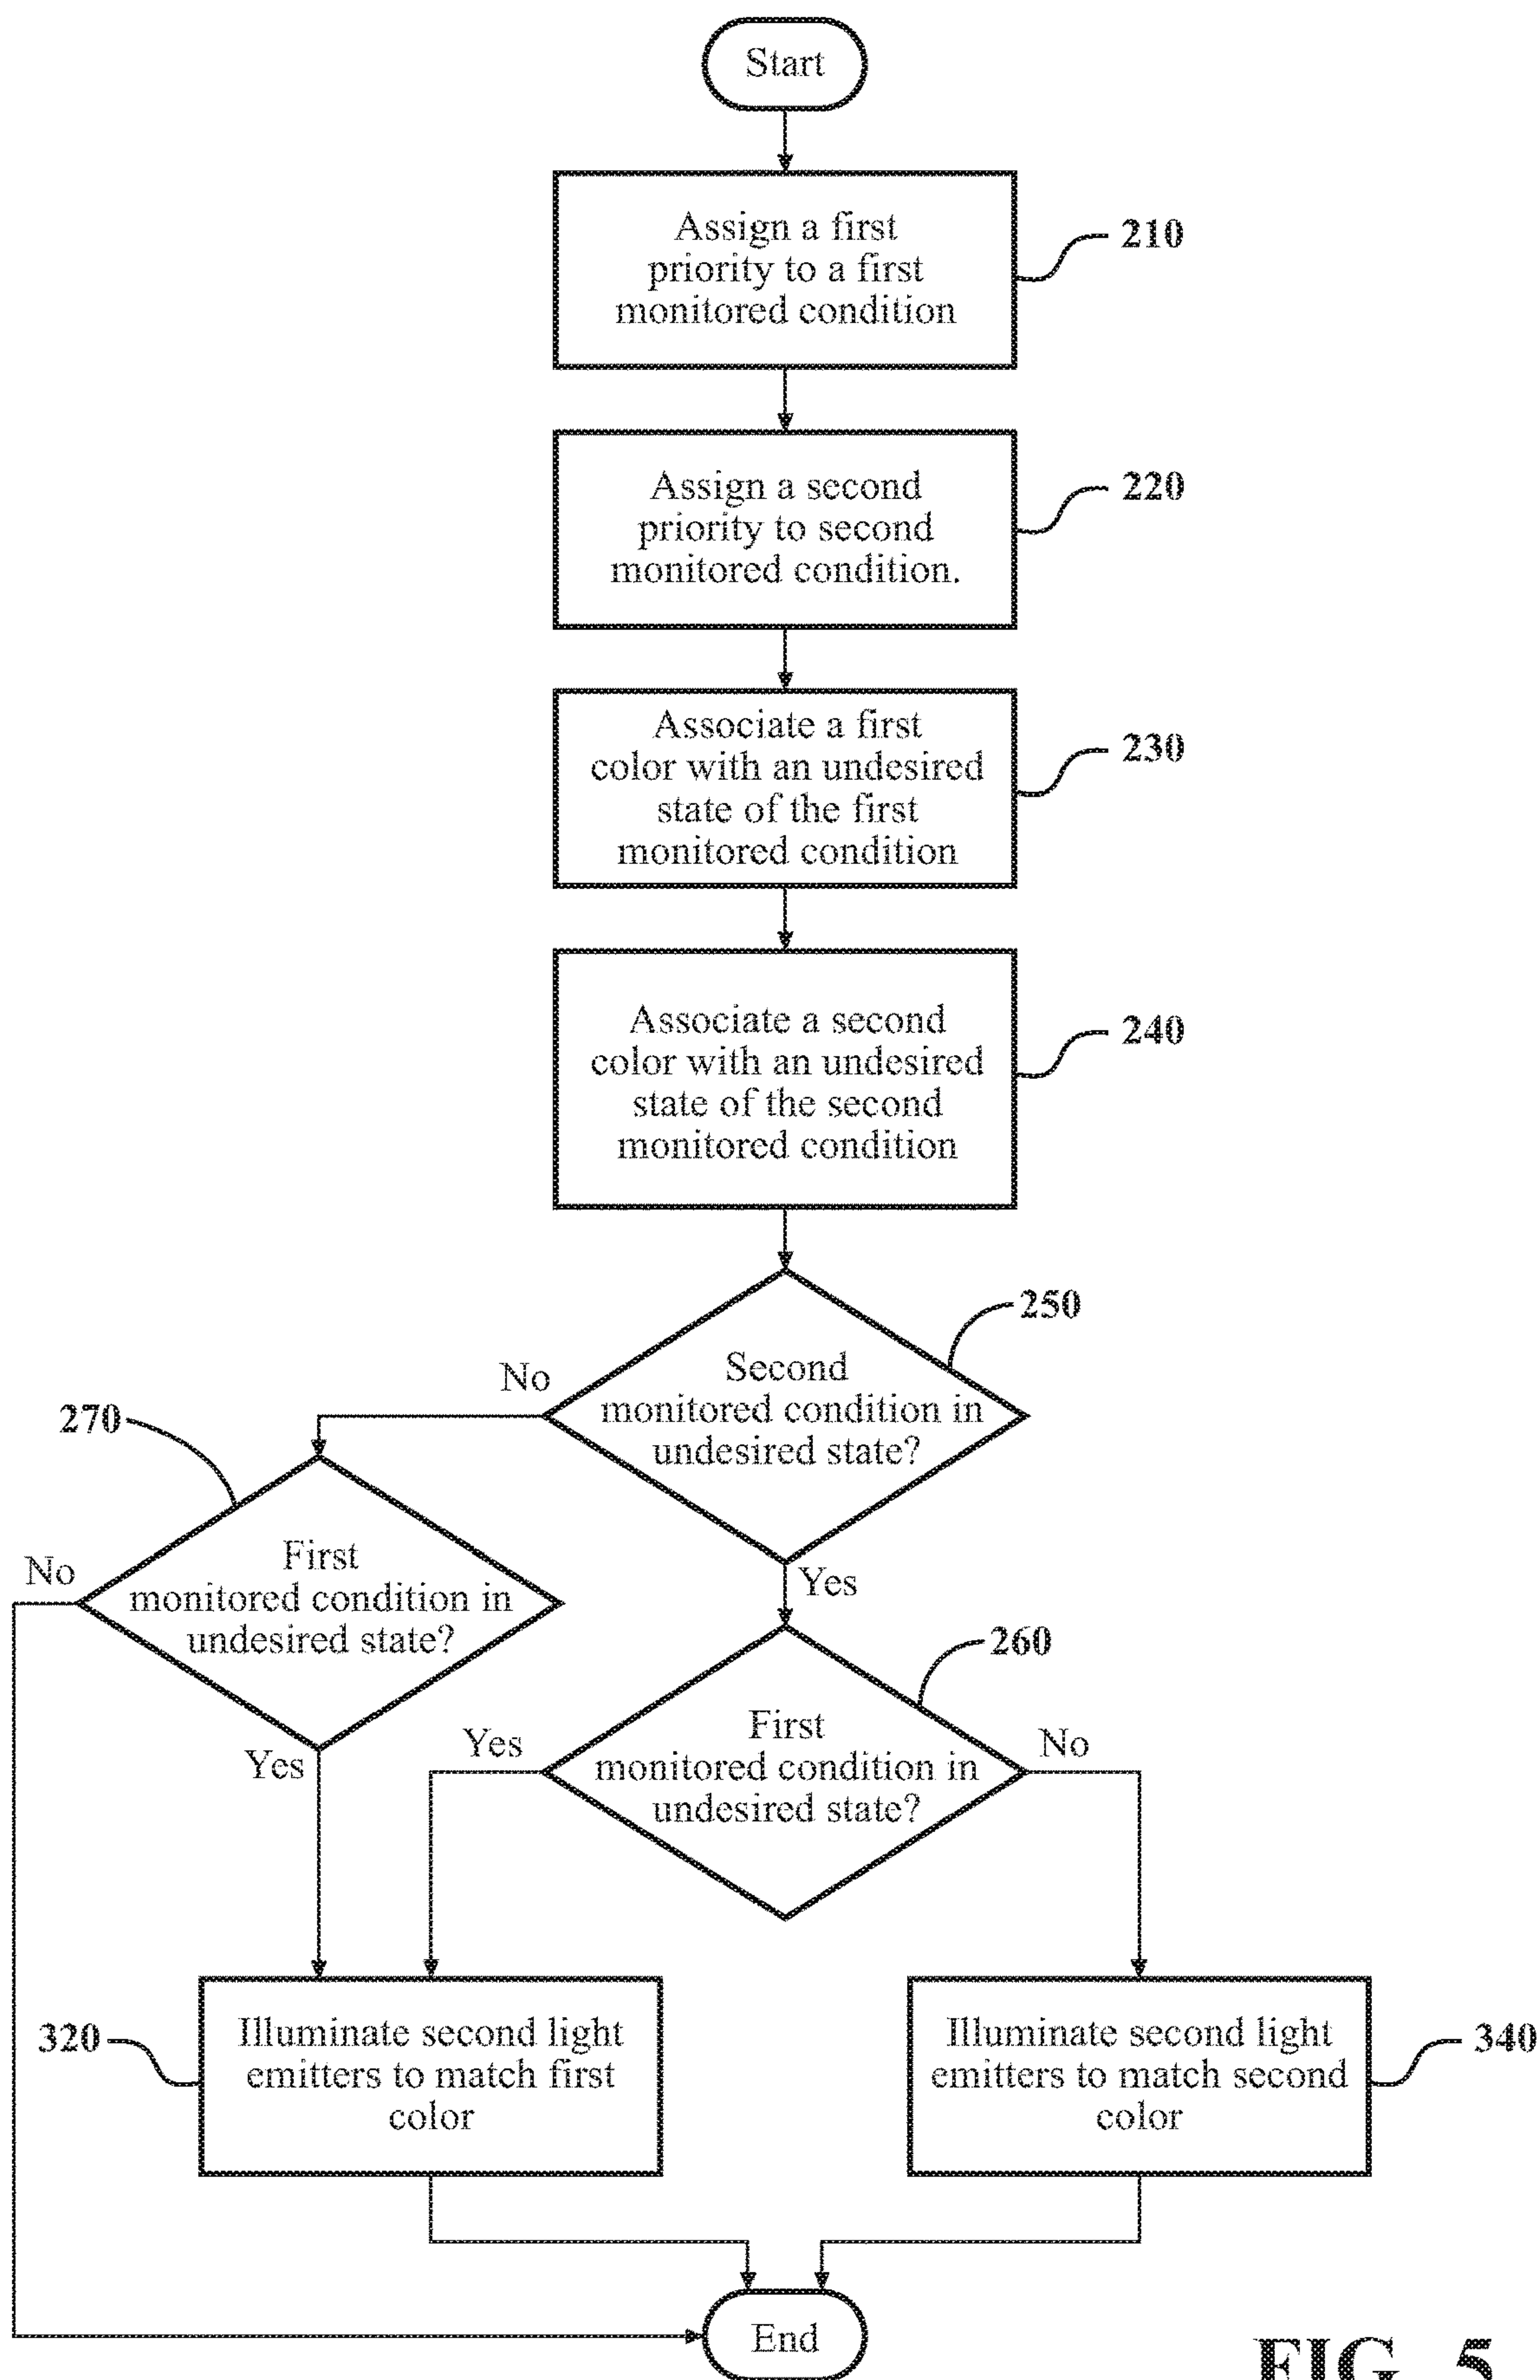 Start
Assign a first
priority to a first
monitored condition
210
Assign a second
priority to second
monitored condition.
220
Associate a first
color with an undesired
state of the first
monitored condition
230
Associate a second
color with an undesired
state of the second
monitored condition
240
250
Second
monitored condition in
undesired state?
No
Yes
270
First
monitored condition in
undesired state?
No
Yes
260
First
monitored condition in
undesired state?
Yes
No
320
Illuminate second light
emitters to match first
color
Illuminate second light
emitters to match second
color
340
End
FIG. 5